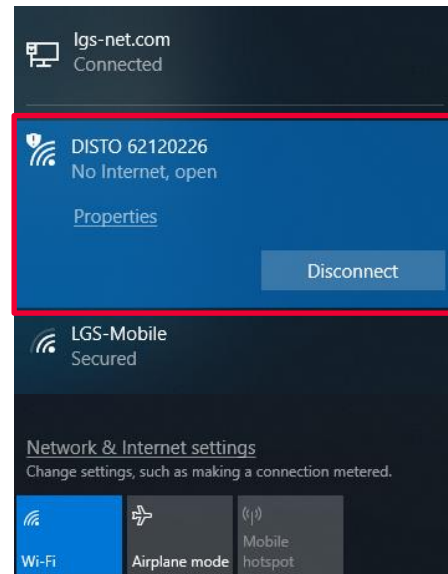 lgs-net.com
Connected
DISTO 62120226
No Internet, open
Properties
Disconnect
LGS-Mobile
Secured
Network & Internet settings
Change settings, such as making a connection metered.
Wi-Fi
Airplane mode
Mobile
hotspot